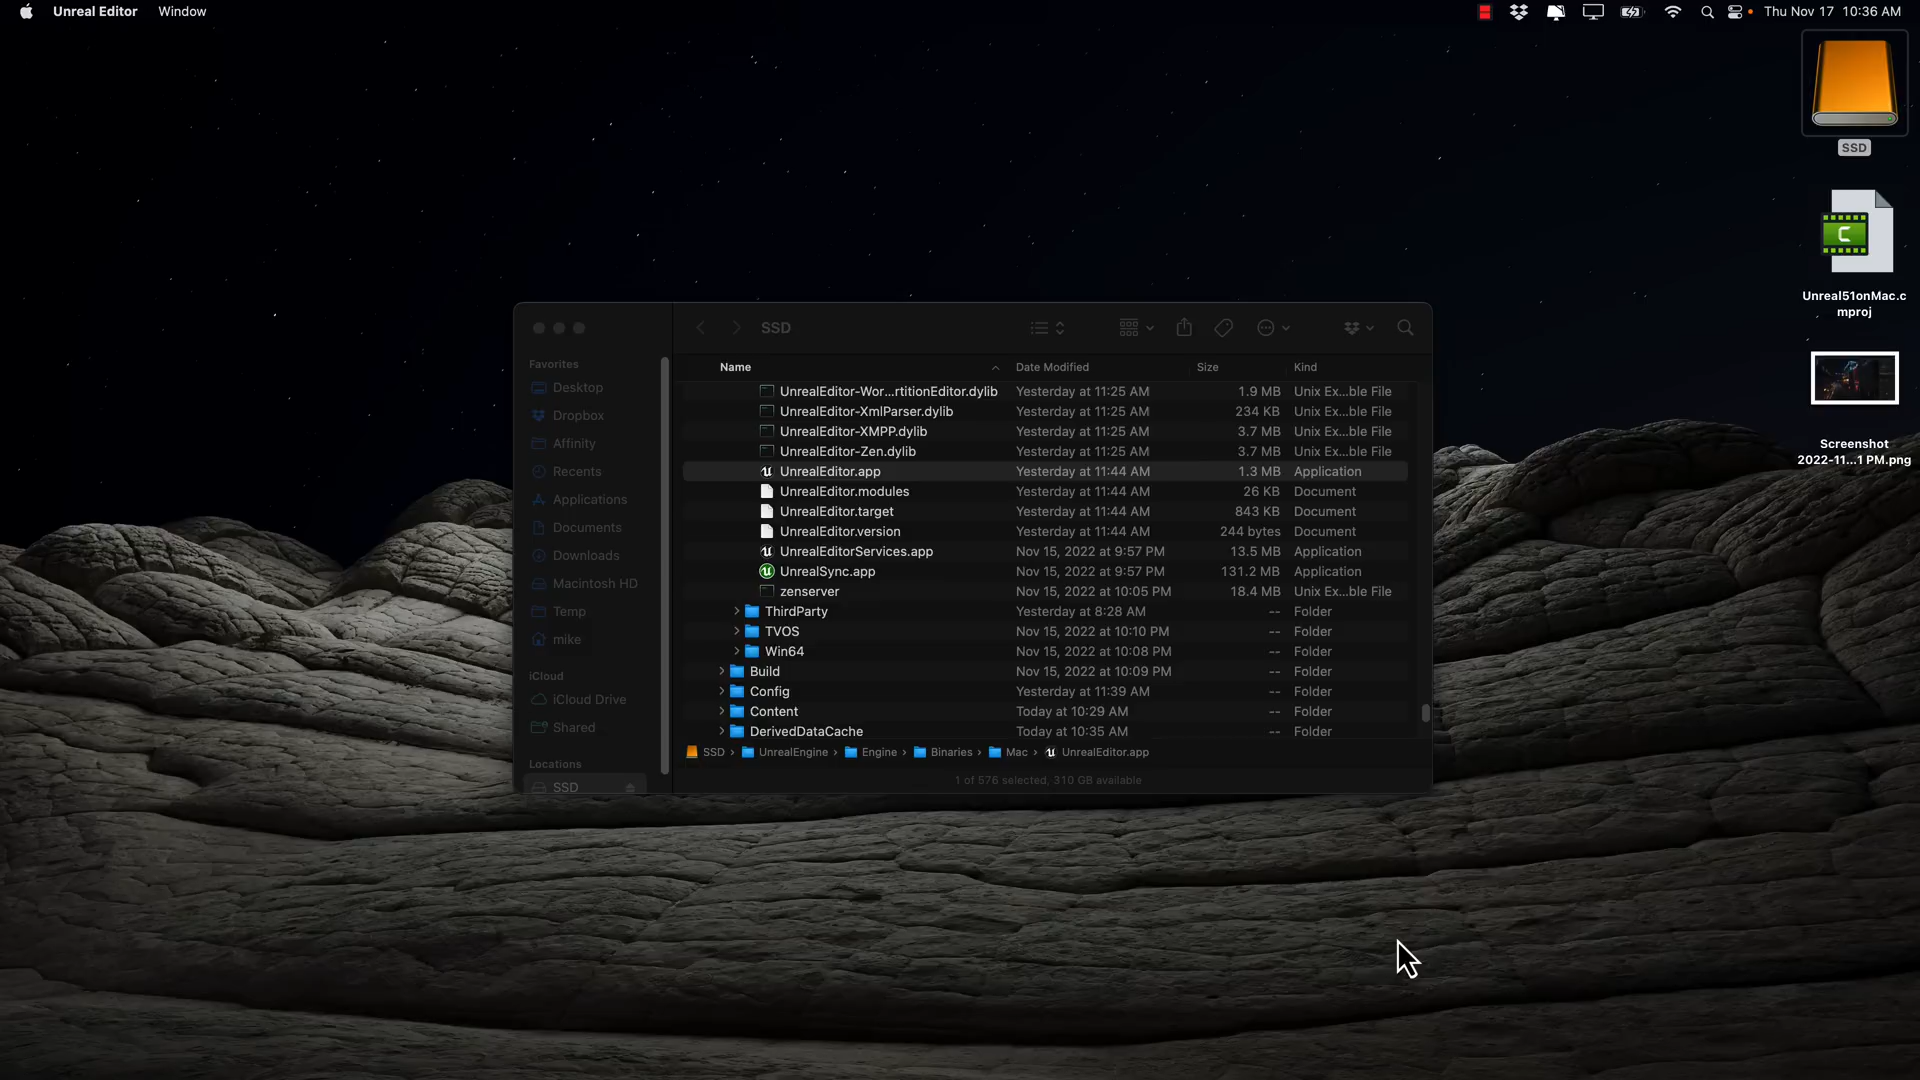 Unreal Editor Window Thu Nov 17 10:36 AM
SSD
Unreal51onMac.c
mproj
Screenshot
2022-11...1 PM.png
SSD
Favorites
Desktop
Dropbox
Affinity
Recents
Applications
Documents
Downloads
Macintosh HD
Temp
mike
iCloud
iCloud Drive
Shared
Locations
SSD
Name Date Modified Size Kind
UnrealEditor-Wor...rtitionEditor.dylib Yesterday at 11:25 AM 1.9 MB Unix Ex...ble File
UnrealEditor-XmlParser.dylib Yesterday at 11:25 AM 234 KB Unix Ex...ble File
UnrealEditor-XMPP.dylib Yesterday at 11:25 AM 3.7 MB Unix Ex...ble File
UnrealEditor-Zen.dylib Yesterday at 11:25 AM 3.7 MB Unix Ex...ble File
UnrealEditor.app Yesterday at 11:44 AM 1.3 MB Application
UnrealEditor.modules Yesterday at 11:44 AM 26 KB Document
UnrealEditor.target Yesterday at 11:44 AM 843 KB Document
UnrealEditor.version Yesterday at 11:44 AM 244 bytes Document
UnrealEditorServices.app Nov 15, 2022 at 9:57 PM 13.5 MB Application
UnrealSync.app Nov 15, 2022 at 9:57 PM 131.2 MB Application
zenserver Nov 15, 2022 at 10:05 PM 18.4 MB Unix Ex...ble File
ThirdParty Yesterday at 8:28 AM -- Folder
TVOS Nov 15, 2022 at 10:10 PM -- Folder
Win64 Nov 15, 2022 at 10:08 PM -- Folder
Build Nov 15, 2022 at 10:09 PM -- Folder
Config Yesterday at 11:39 AM -- Folder
Content Today at 10:29 AM -- Folder
DerivedDataCache Today at 10:35 AM -- Folder
SSD › UnrealEngine › Engine › Binaries › Mac › UnrealEditor.app
1 of 576 selected, 310 GB available